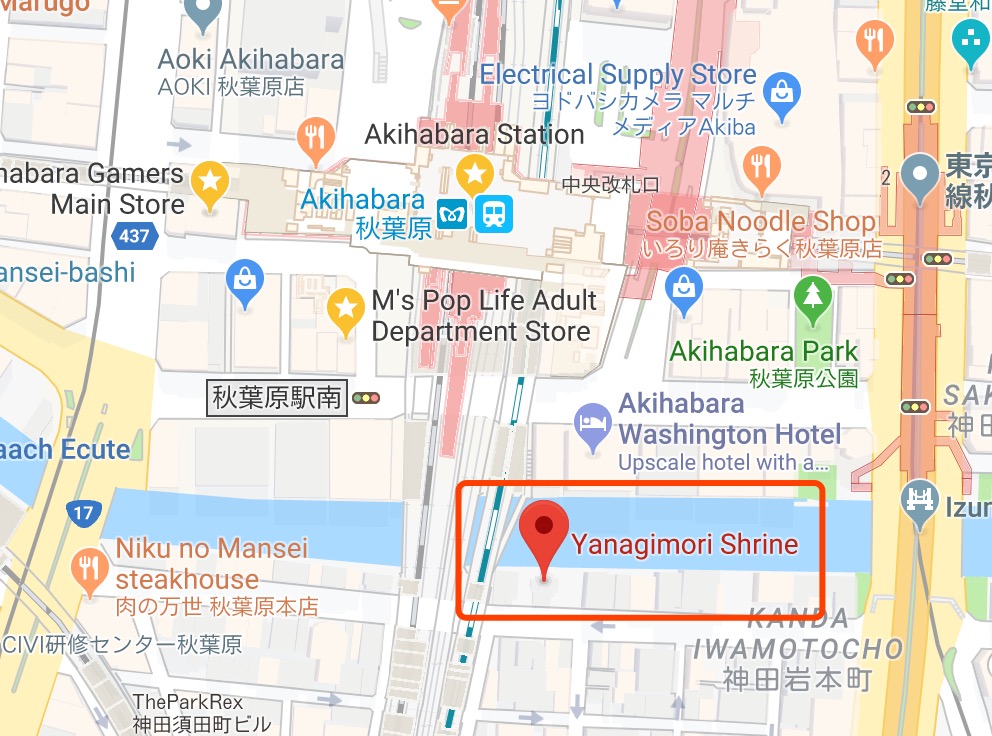 Marugo
藤堂和
Aoki Akihabara
AOKI 秋葉原店
Electrical Supply Store
ヨドバシカメラ マルチ
メディアAkiba
Akihabara Station
habara Gamers
Main Store
Akihabara
秋葉原
中央改札口
2
東京
線秋
Soba Noodle Shop
いろり庵きらく秋葉原店
437
ansei-bashi
M's Pop Life Adult
Department Store
Akihabara Park
秋葉原公園
秋葉原駅南
Akihabara
Washington Hotel
Upscale hotel with a...
SAK
神田
aach Ecute
17
Izum
Yanagimori Shrine
Niku no Mansei
steakhouse
肉の万世 秋葉原本店
KANDA
IWAMOTOCHO
神田岩本町
CIVI研修センター秋葉原
TheParkRex
神田須田町ビル